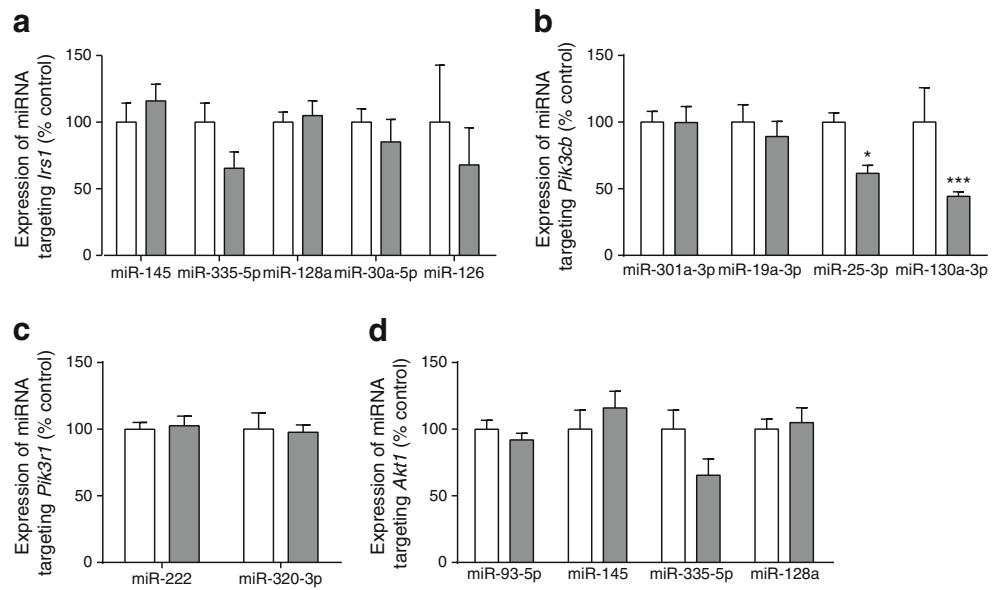 a
Expression of miRNA
targeting Irs1 (% control)
150
100
50
0
miR-145 miR-335-5p miR-128a miR-30a-5p miR-126
b
Expression of miRNA
targeting Pik3cb (% control)
150
100
50
0
*
***
miR-301a-3p miR-19a-3p miR-25-3p miR-130a-3p
c
Expression of miRNA
targeting Pik3r1 (% control)
150
100
50
0
miR-222 miR-320-3p
d
Expression of miRNA
targeting Akt1 (% control)
150
100
50
0
miR-93-5p miR-145 miR-335-5p miR-128a